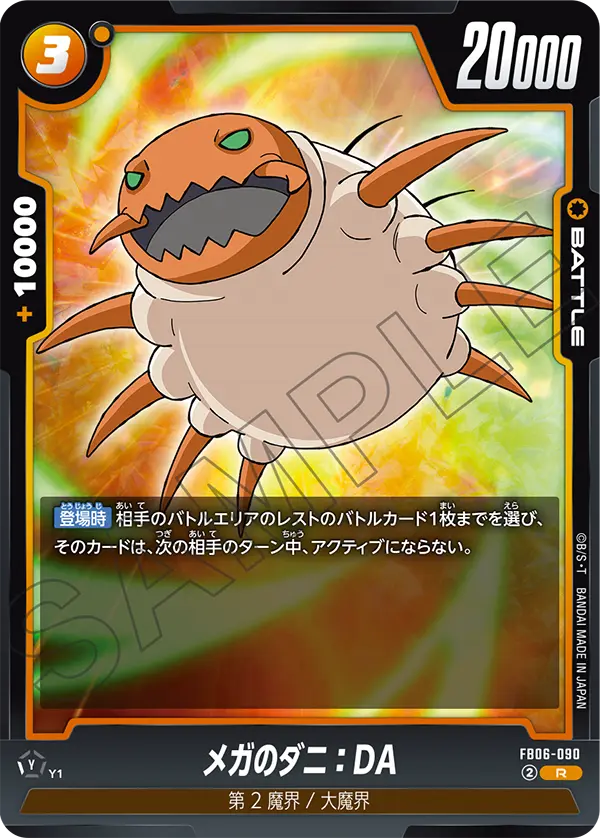 3
20000
+10000
BATTLE
登場時 相手のバトルエリアのレストのバトルカード1枚までを選び、
そのカードは、次の相手のターン中、アクティブにならない。
SAMPLE
©B/S・T BANDAI MADE IN JAPAN
メガのダニ：DA
FB06-090
Y Y1
② R
第2魔界 / 大魔界